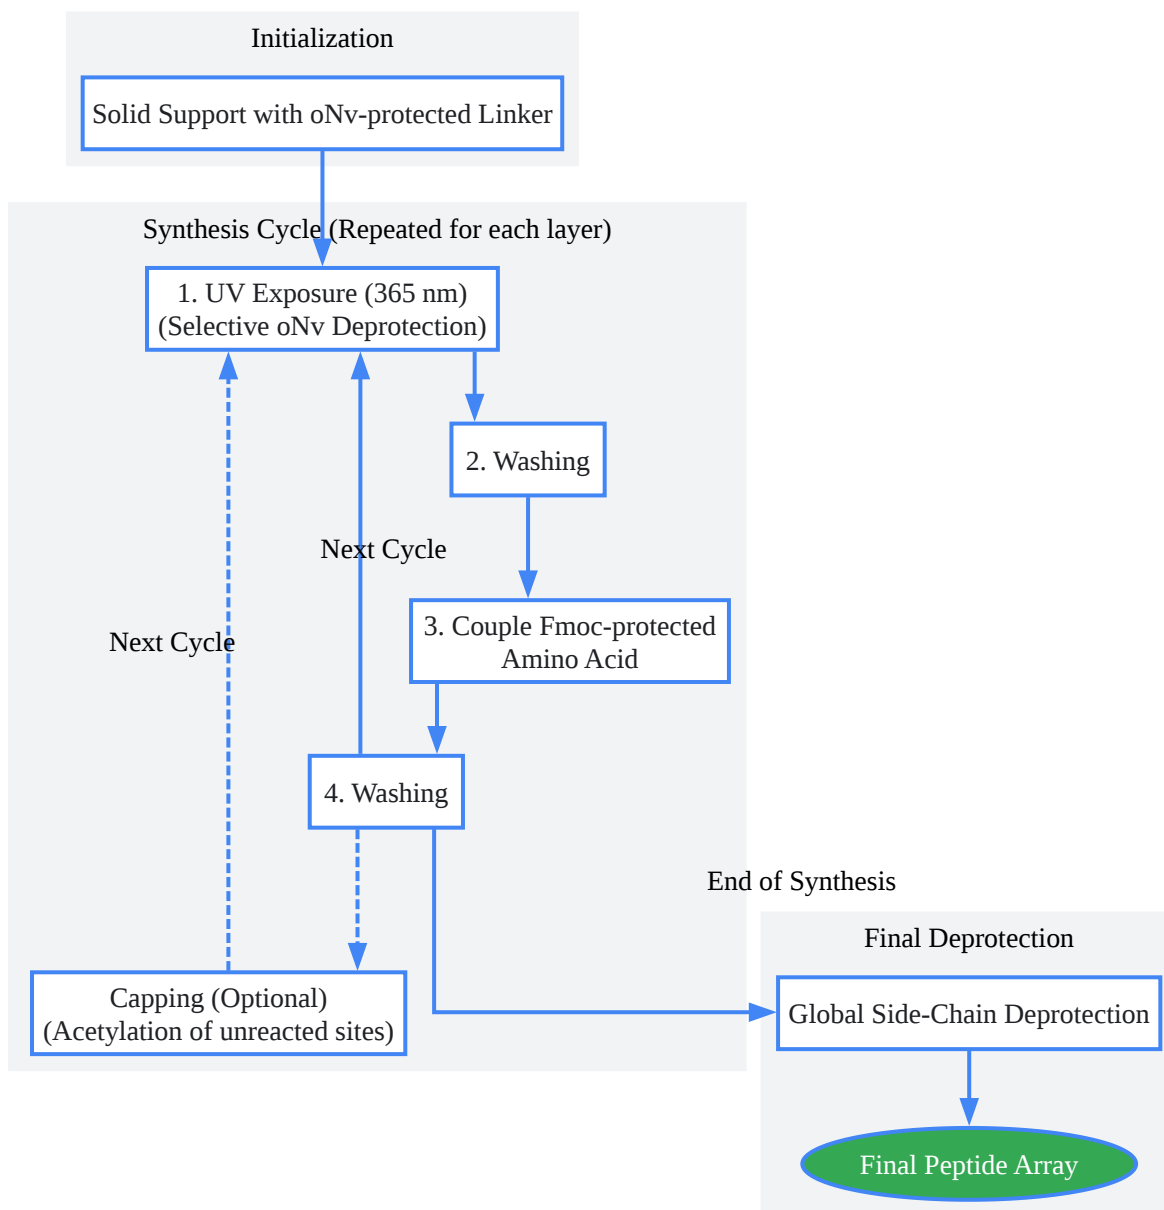 Initialization
Solid Support with oNv-protected Linker
Synthesis Cycle (Repeated for each layer)
1. UV Exposure (365 nm)
(Selective oNv Deprotection)
2. Washing
Next Cycle
3. Couple Fmoc-protected
Amino Acid
Next Cycle
4. Washing
End of Synthesis
Final Deprotection
Capping (Optional)
(Acetylation of unreacted sites)
Global Side-Chain Deprotection
Final Peptide Array